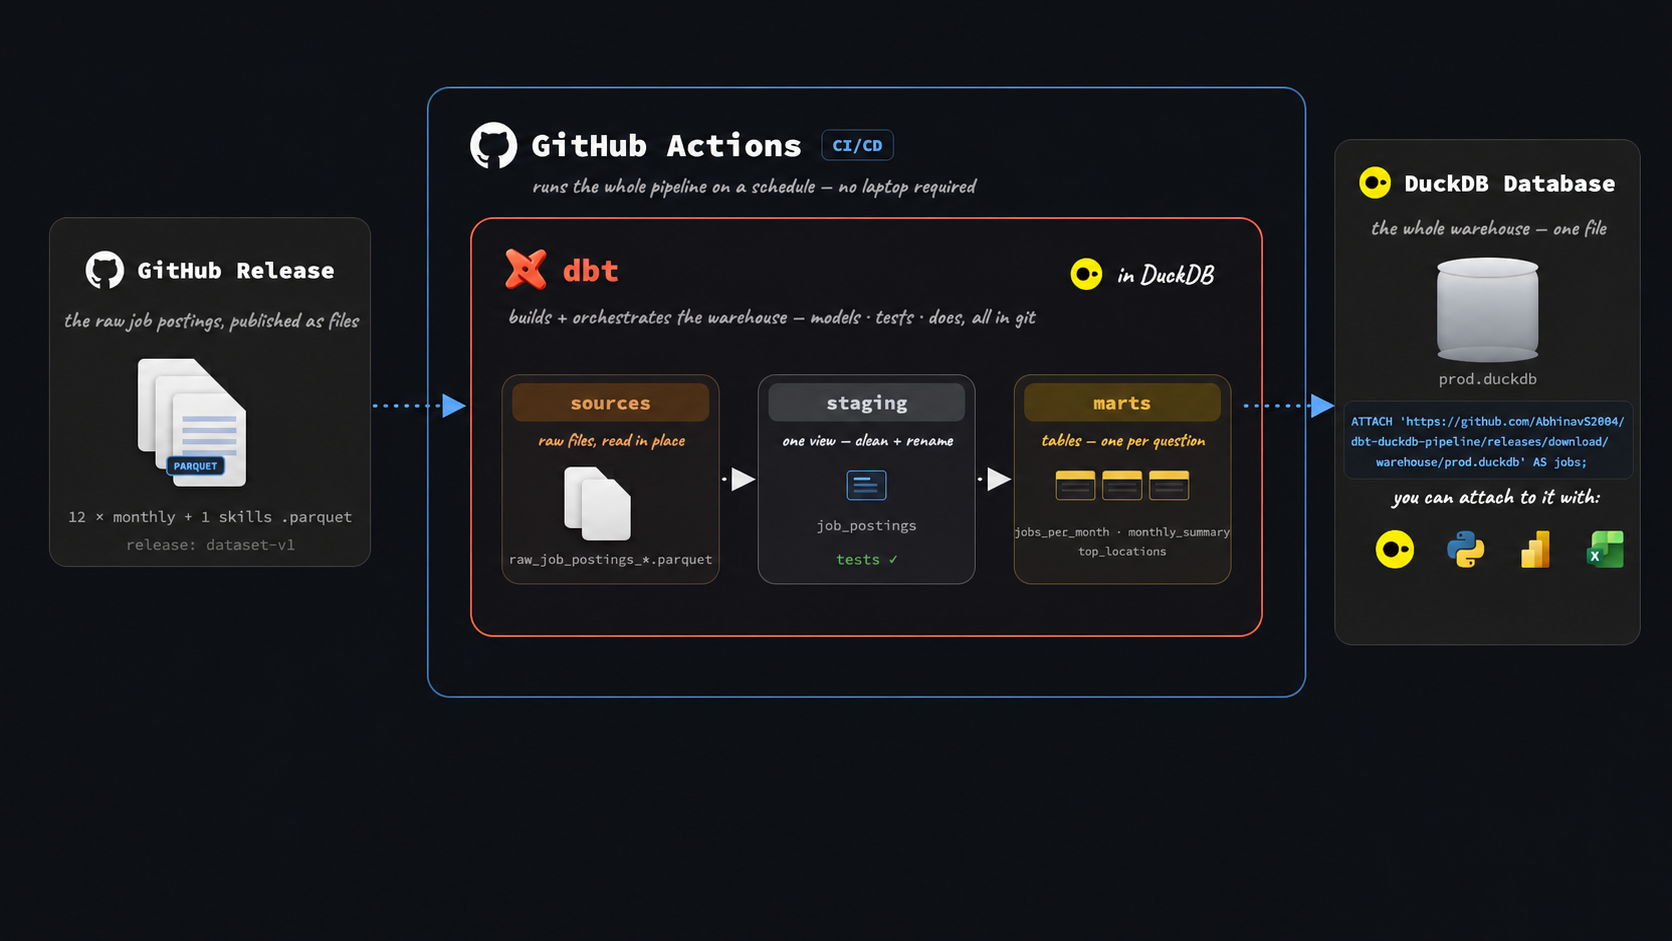 GitHub Release
the raw job postings, published as files
PARQUET
12 × monthly + 1 skills .parquet
release: dataset-v1
GitHub Actions
CI/CD
runs the whole pipeline on a schedule — no laptop required
dbt
in DuckDB
builds + orchestrates the warehouse — models · tests · docs, all in git
sources
raw files, read in place
raw_job_postings_*.parquet
staging
one view — clean + rename
job_postings
tests ✓
marts
tables — one per question
jobs_per_month · monthly_summary
top_locations
DuckDB Database
the whole warehouse — one file
prod.duckdb
ATTACH 'https://github.com/AbhinavS2004/
dbt-duckdb-pipeline/releases/download/
warehouse/prod.duckdb' AS jobs;
you can attach to it with:
X